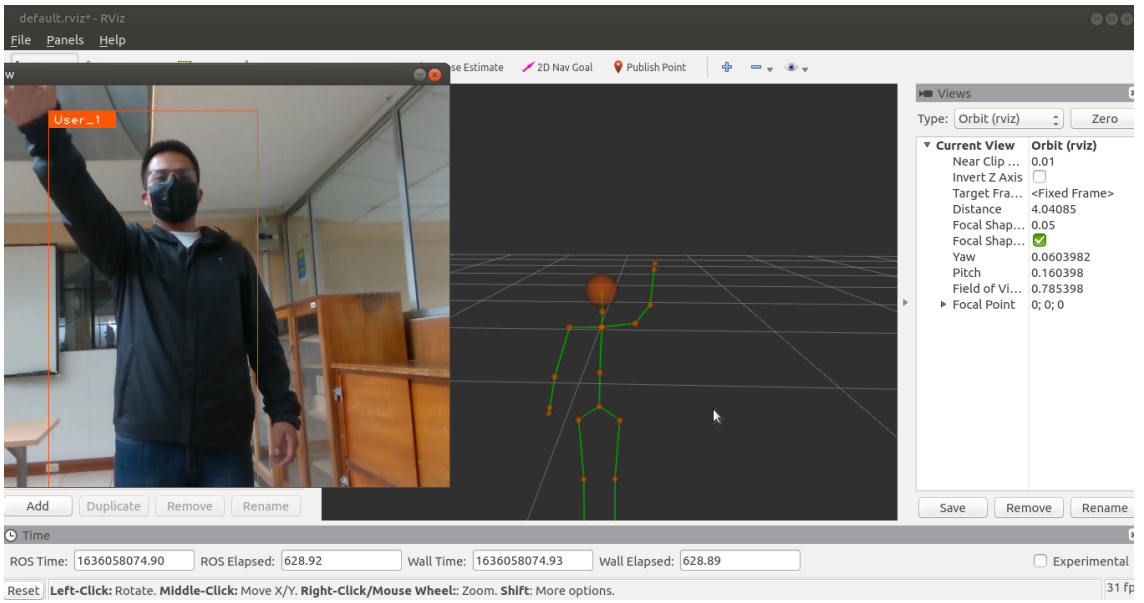 default.rviz* - RViz
File Panels Help
w
se Estimate 2D Nav Goal Publish Point
User_1
Views
Type: Orbit (rviz) Zero
Current View Orbit (rviz)
Near Clip ... 0.01
Invert Z Axis
Target Fra... <Fixed Frame>
Distance 4.04085
Focal Shap... 0.05
Focal Shap...
Yaw 0.0603982
Pitch 0.160398
Field of Vi... 0.785398
Focal Point 0; 0; 0
Add Duplicate Remove Rename
Save Remove Rename
Time
ROS Time: 1636058074.90 ROS Elapsed: 628.92 Wall Time: 1636058074.93 Wall Elapsed: 628.89 Experimental
Reset Left-Click: Rotate. Middle-Click: Move X/Y. Right-Click/Mouse Wheel:: Zoom. Shift: More options. 31 fp